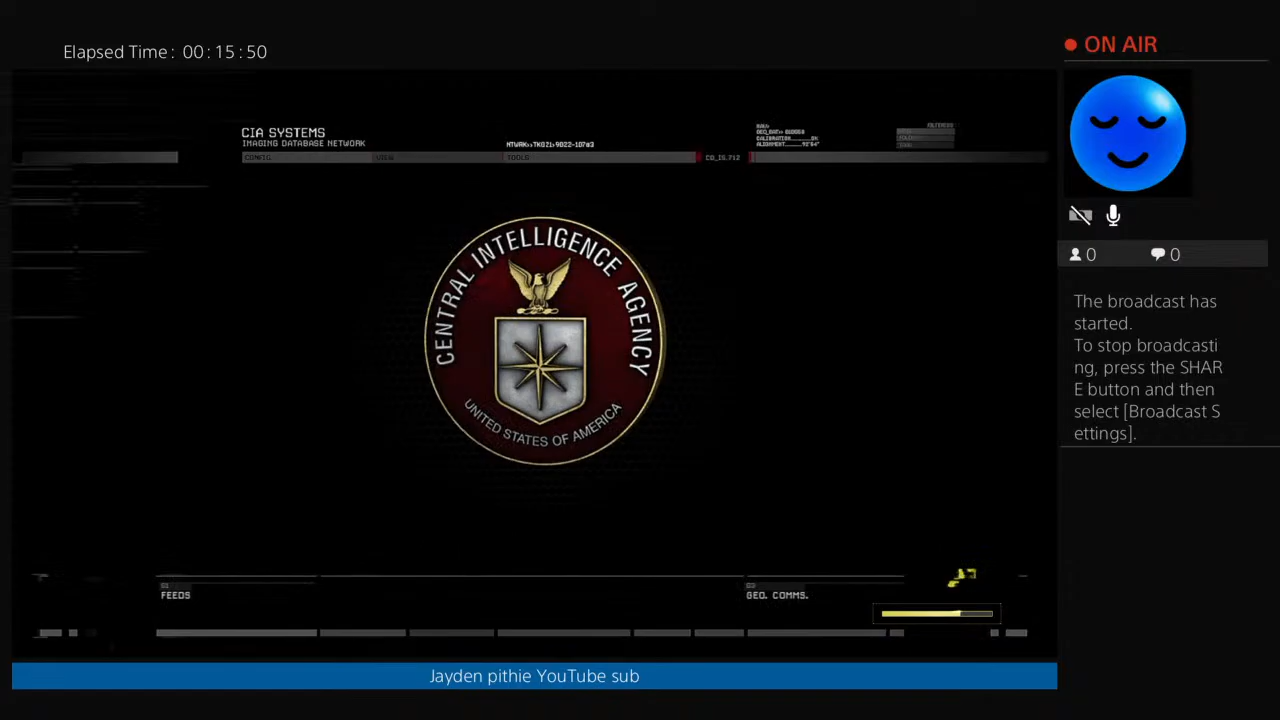 Elapsed Time: 00:15:50
ON AIR
CIA SYSTEMS
IMAGING DATABASE NETWORK
CONFIG
TOOLS
CENTRAL INTELLIGENCE AGENCY
UNITED STATES OF AMERICA
0
0
The broadcast has
started.
To stop broadcasti
ng, press the SHAR
E button and then
select [Broadcast S
ettings].
FEEDS
GEO. COMMS.
Jayden pithie YouTube sub